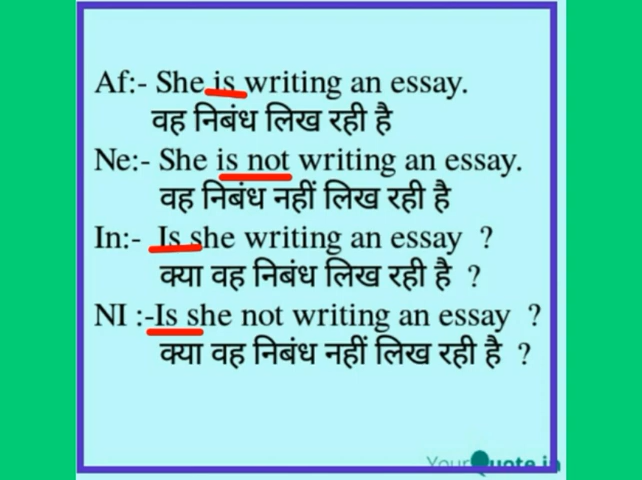 Af:- She is writing an essay.
वह निबंध लिख रही है
Ne:- She is not writing an essay.
वह निबंध नहीं लिख रही है
In:- Is she writing an essay ?
क्या वह निबंध लिख रही है ?
NI :-Is she not writing an essay ?
क्या वह निबंध नहीं लिख रही है ?
YourQuote.in